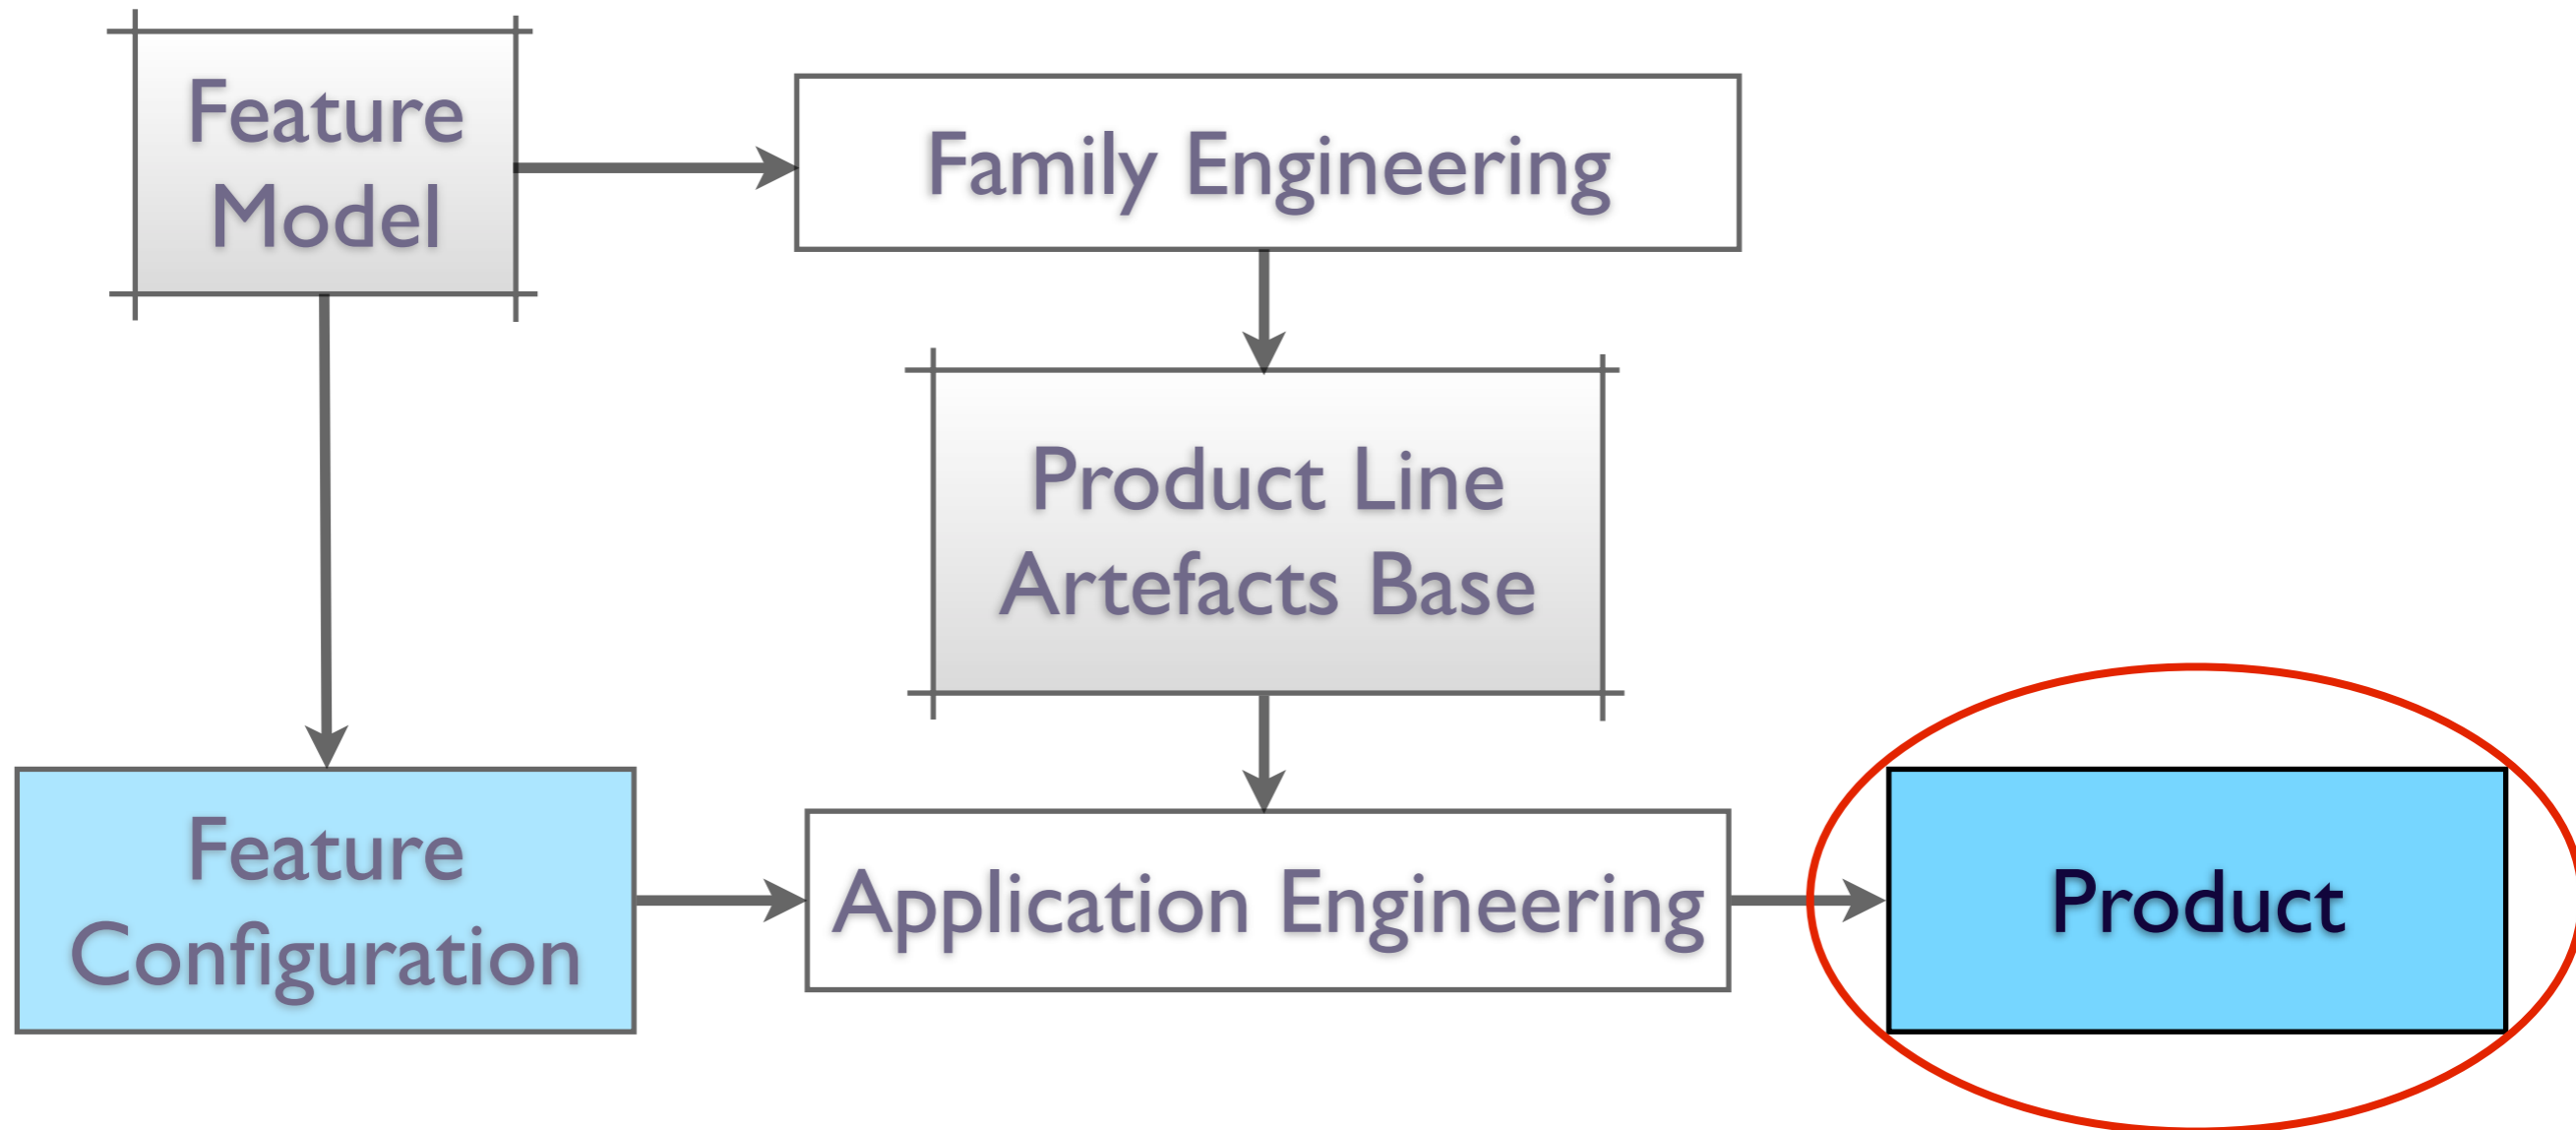 Feature
Model
Family Engineering
Product Line
Artefacts Base
Feature
Configuration
Application Engineering
Product